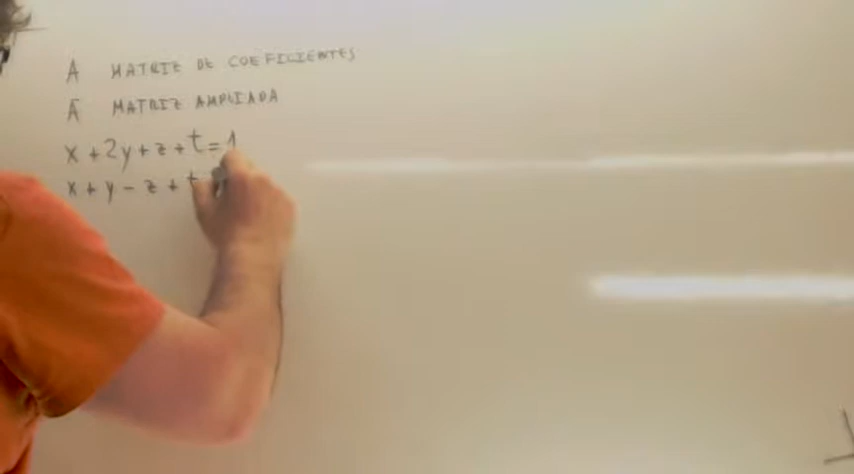 A MATRIZ DE COEFICIENTES
Ā MATRIZ AMPLIADA
x + 2y + z + t = 1
x + y - z + t